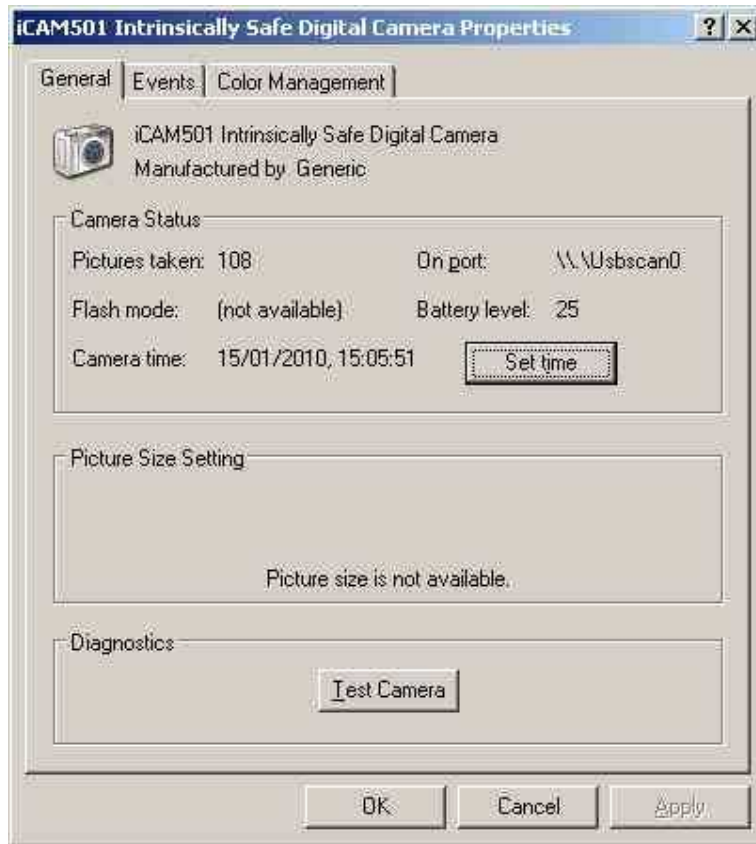 iCAM501 Intrinsically Safe Digital Camera Properties
General Events Color Management
iCAM501 Intrinsically Safe Digital Camera
Manufactured by Generic
Camera Status
Pictures taken: 108 On port: \\.\Usbscan0
Flash mode: (not available) Battery level: 25
Camera time: 15/01/2010, 15:05:51 Set time
Picture Size Setting
Picture size is not available.
Diagnostics
Test Camera
OK Cancel Apply